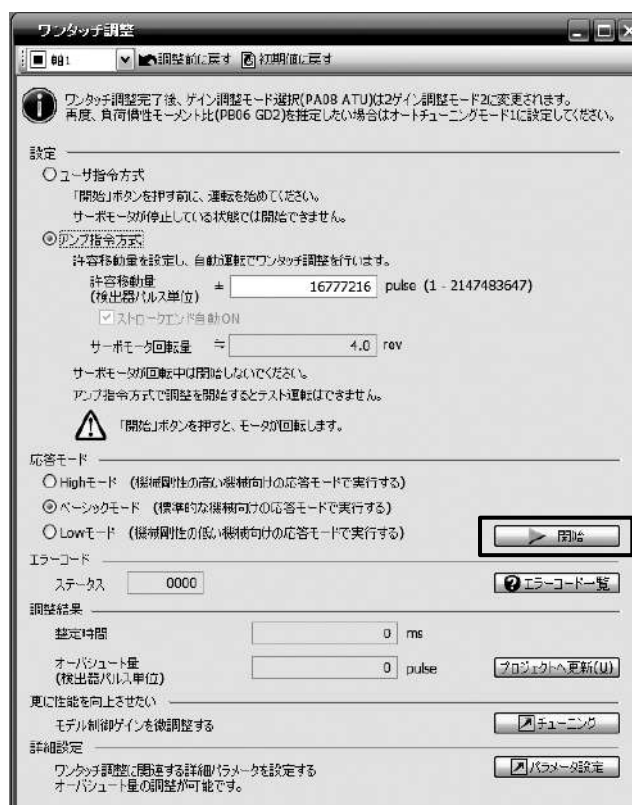 ワンタッチ調整
軸1 調整前に戻す 初期値に戻す
ワンタッチ調整完了後、ゲイン調整モード選択(PA08 ATU)は2ゲイン調整モード2に変更されます。
再度、負荷慣性モーメント比(PB06 GD2)を推定したい場合はオートチューニングモード1に設定してください。
設定
ユーザ指令方式
「開始」ボタンを押す前に、運転を始めてください。
サーボモータが停止している状態では開始できません。
アンプ指令方式
許容移動量を設定し、自動運転でワンタッチ調整を行います。
許容移動量
(検出器パルス単位) ± 16777216 pulse (1 - 2147483647)
ストロークエンド自動ON
サーボモータ回転量 ≒ 4.0 rev
サーボモータが回転中は開始しないでください。
アンプ指令方式で調整を開始するとテスト運転はできません。
「開始」ボタンを押すと、モータが回転します。
応答モード
Highモード (機械剛性の高い機械向けの応答モードで実行する)
ベーシックモード (標準的な機械向けの応答モードで実行する)
Lowモード (機械剛性の低い機械向けの応答モードで実行する)
開始
エラーコード
ステータス 0000 エラーコード一覧
調整結果
整定時間 0 ms
オーバシュート量
(検出器パルス単位) 0 pulse プロジェクトへ更新(U)
更に性能を向上させたい
モデル制御ゲインを微調整する チューニング
詳細設定
ワンタッチ調整に関連する詳細パラメータを設定する
オーバシュート量の調整が可能です。 パラメータ設定